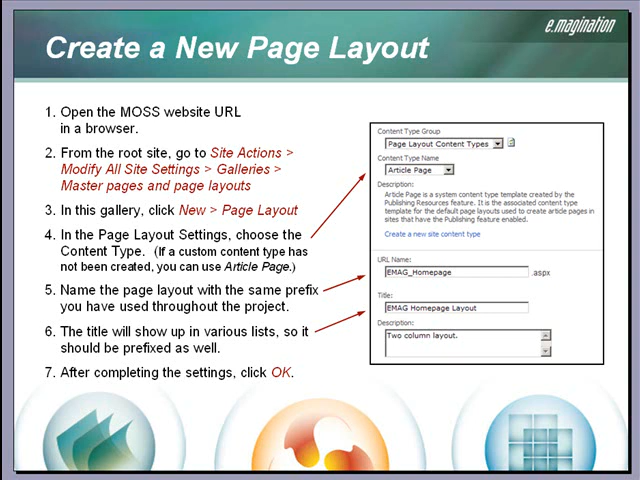 e.magination
Create a New Page Layout
1. Open the MOSS website URL
in a browser.
2. From the root site, go to Site Actions >
Modify All Site Settings > Galleries >
Master pages and page layouts
3. In this gallery, click New > Page Layout
4. In the Page Layout Settings, choose the
Content Type. (If a custom content type has
not been created, you can use Article Page.)
5. Name the page layout with the same prefix
you have used throughout the project.
6. The title will show up in various lists, so it
should be prefixed as well.
7. After completing the settings, click OK.
Content Type Group
Page Layout Content Types
Content Type Name
Article Page
Description:
Article Page is a system content type template created by the
Publishing Resources feature. It is the associated content type
template for the default page layouts used to create article pages in
sites that have the Publishing feature enabled.
Create a new site content type
URL Name:
EMAG_Homepage .aspx
Title:
EMAG Homepage Layout
Description:
Two column layout.